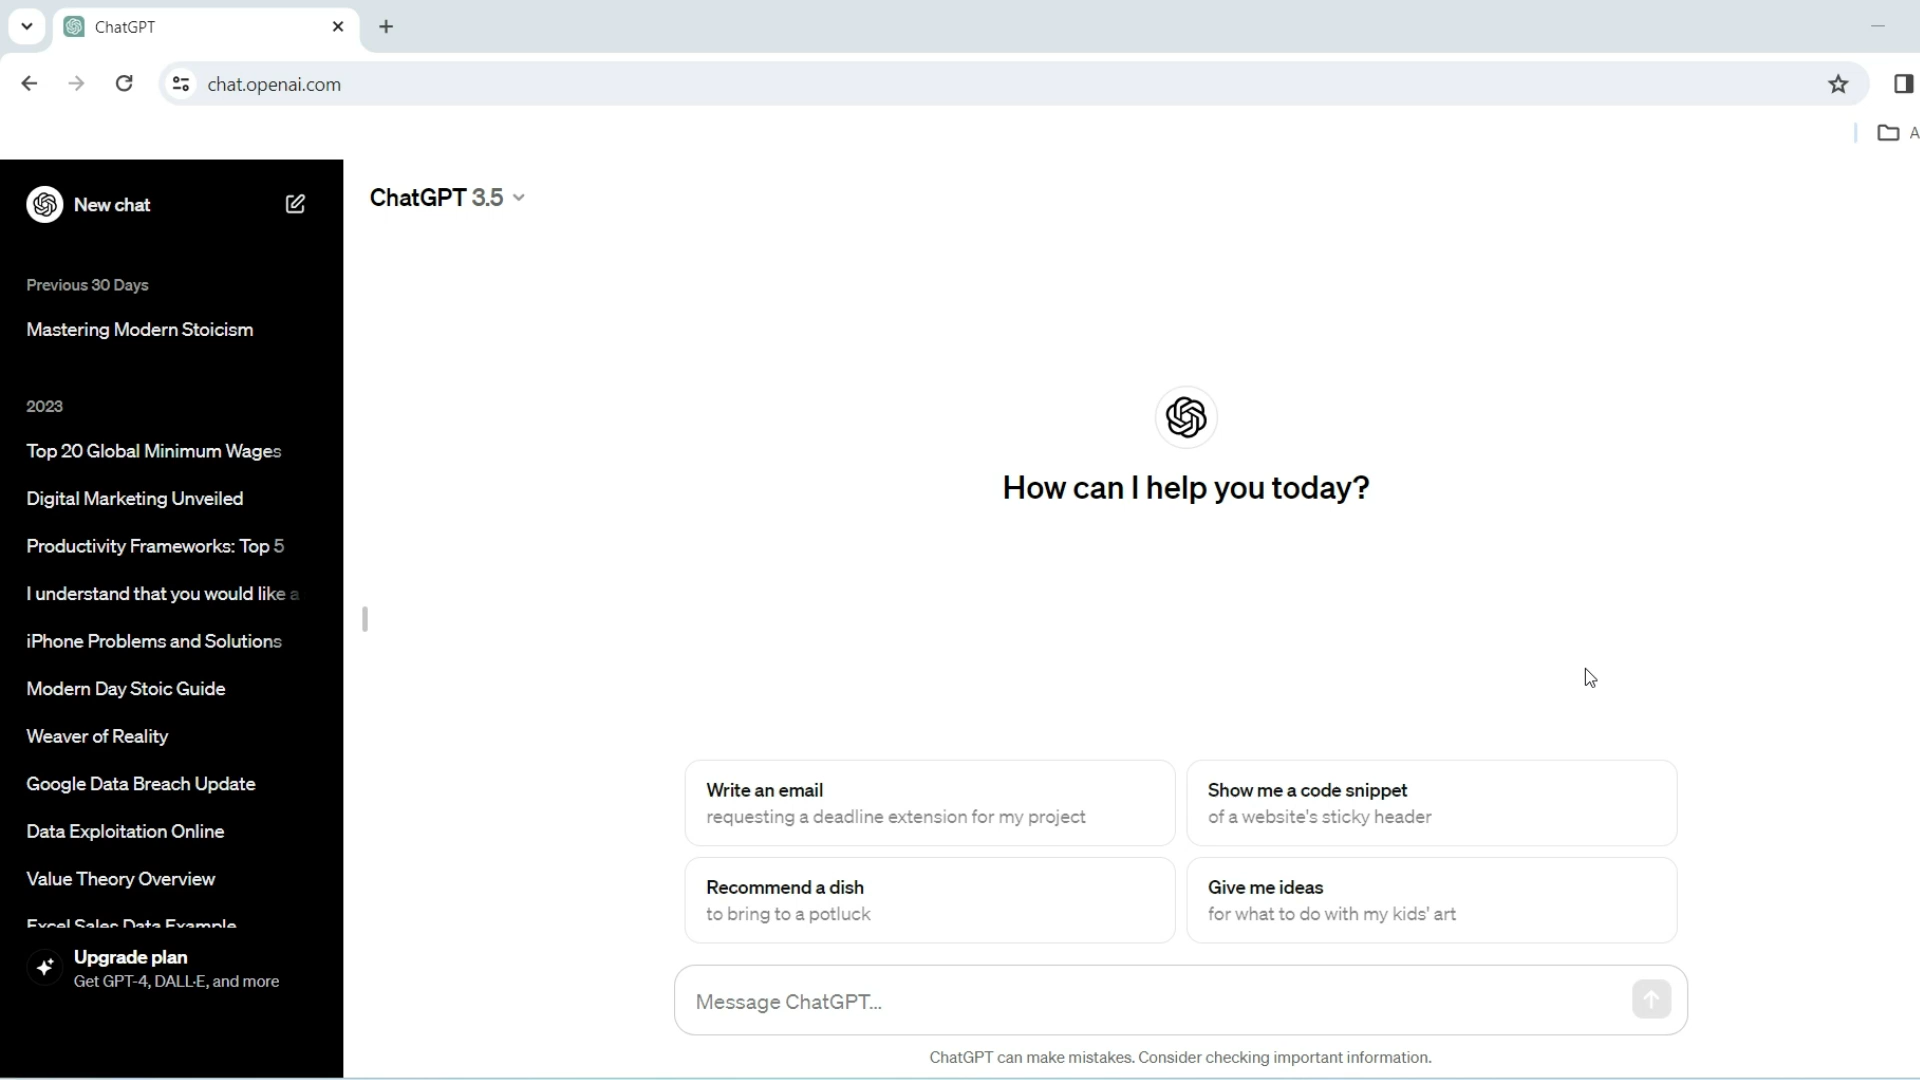 ChatGPT
chat.openai.com
A
New chat
ChatGPT 3.5
Previous 30 Days
Mastering Modern Stoicism
2023
Top 20 Global Minimum Wages
Digital Marketing Unveiled
Productivity Frameworks: Top 5
I understand that you would like a
iPhone Problems and Solutions
Modern Day Stoic Guide
Weaver of Reality
Google Data Breach Update
Data Exploitation Online
Value Theory Overview
Excel Sales Data Example
Upgrade plan
Get GPT-4, DALL·E, and more
How can I help you today?
Write an email
requesting a deadline extension for my project
Show me a code snippet
of a website's sticky header
Recommend a dish
to bring to a potluck
Give me ideas
for what to do with my kids' art
Message ChatGPT...
ChatGPT can make mistakes. Consider checking important information.